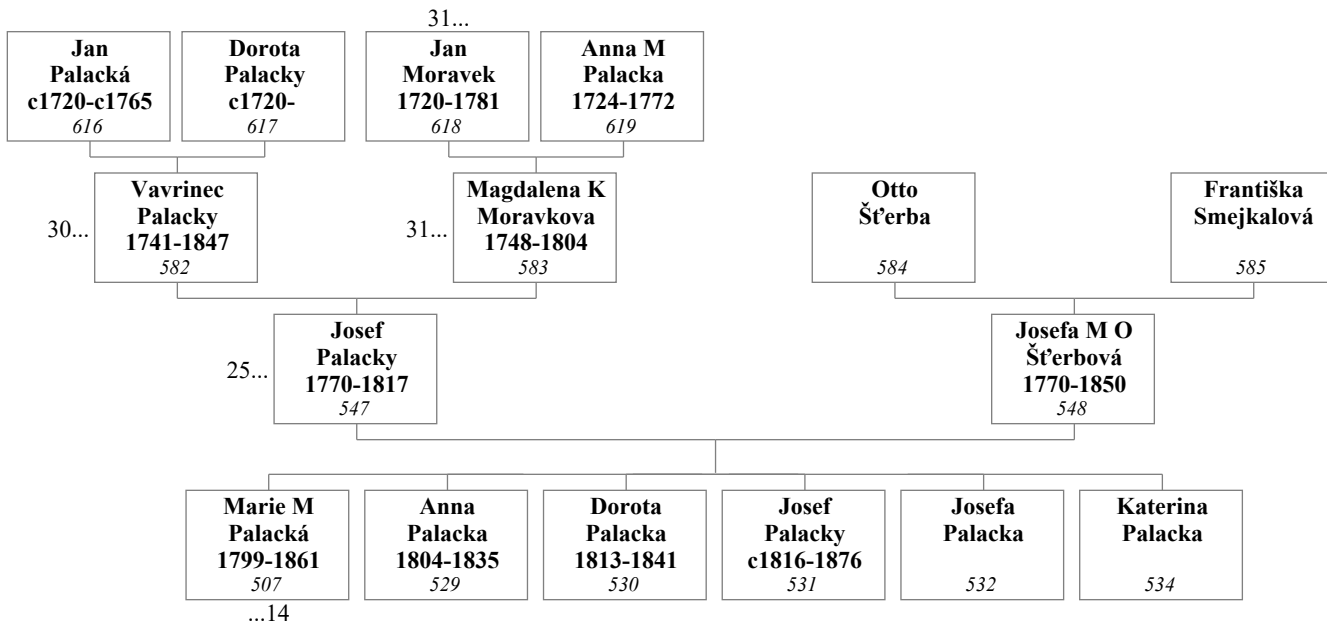 31...
Jan
Palacká
c1720-c1765
616
Dorota
Palacky
c1720-
617
Jan
Moravek
1720-1781
618
Anna M
Palacka
1724-1772
619
30...
Vavrinec
Palacky
1741-1847
582
31...
Magdalena K
Moravkova
1748-1804
583
Otto
Šťerba
584
Františka
Smejkalová
585
25...
Josef
Palacky
1770-1817
547
Josefa M O
Šťerbová
1770-1850
548
Marie M
Palacká
1799-1861
507
Anna
Palacka
1804-1835
529
Dorota
Palacka
1813-1841
530
Josef
Palacky
c1816-1876
531
Josefa
Palacka
532
Katerina
Palacka
534
...14